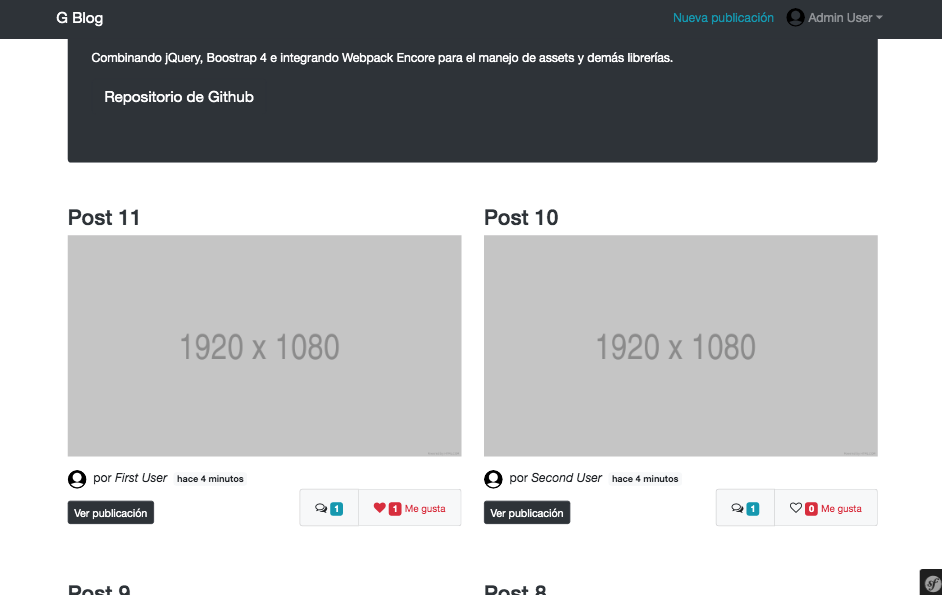 G Blog
Nueva publicación
Admin User
Combinando jQuery, Boostrap 4 e integrando Webpack Encore para el manejo de assets y demás librerías.
Repositorio de Github
Post 11
Post 10
1920 x 1080
1920 x 1080
por First User hace 4 minutos
por Second User hace 4 minutos
Ver publicación
1
1 Me gusta
Ver publicación
1
0 Me gusta
Post 9
Post 8
sf